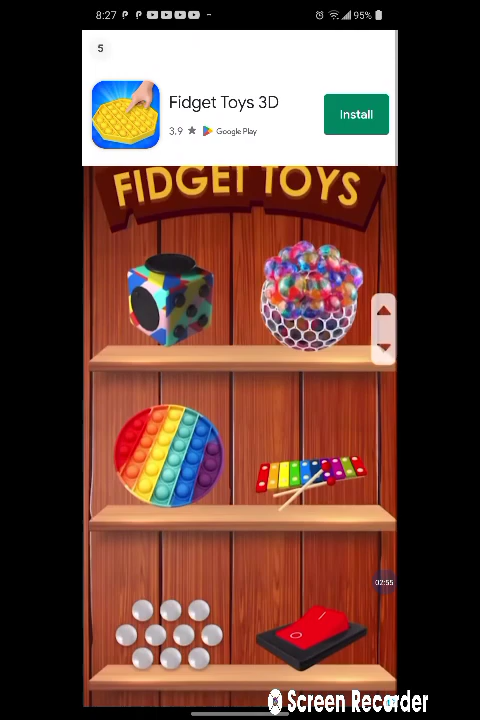 8:27
95%
5
Fidget Toys 3D
3.9 ★ Google Play
Install
FIDGET TOYS
02:55
Screen Recorder